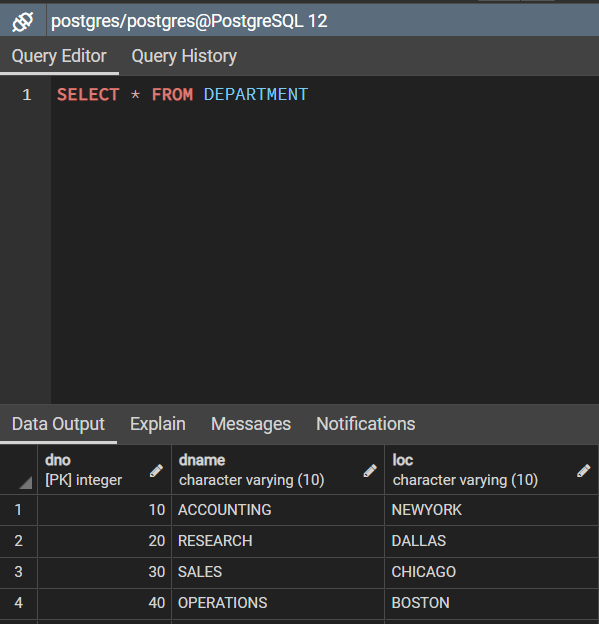 postgres/postgres@PostgreSQL 12
Query Editor Query History
1 SELECT * FROM DEPARTMENT
Data Output Explain Messages Notifications
dno dname loc
[PK] integer character varying (10) character varying (10)
1 10 ACCOUNTING NEWYORK
2 20 RESEARCH DALLAS
3 30 SALES CHICAGO
4 40 OPERATIONS BOSTON